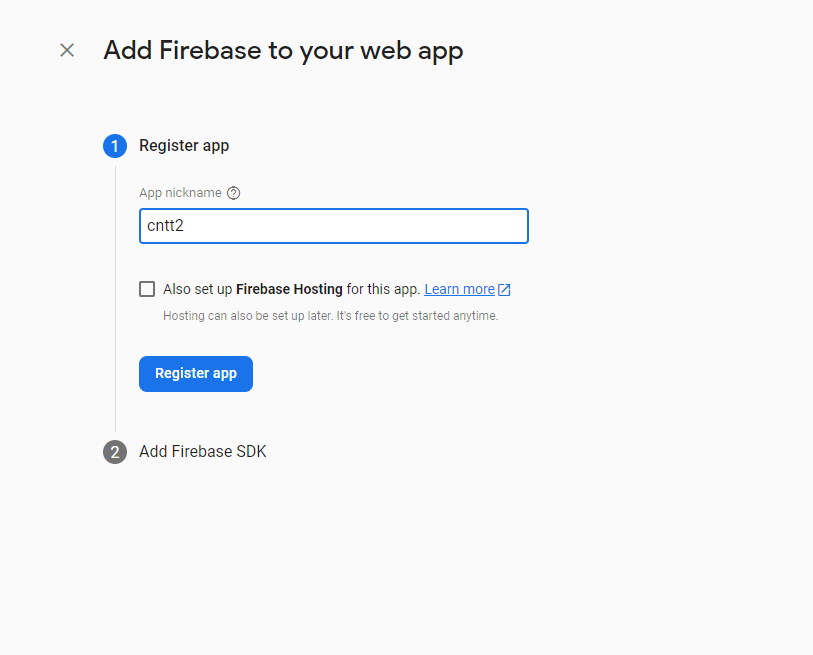 Add Firebase to your web app
1 Register app
App nickname
cntt2
Also set up Firebase Hosting for this app. Learn more
Hosting can also be set up later. It's free to get started anytime.
Register app
2 Add Firebase SDK